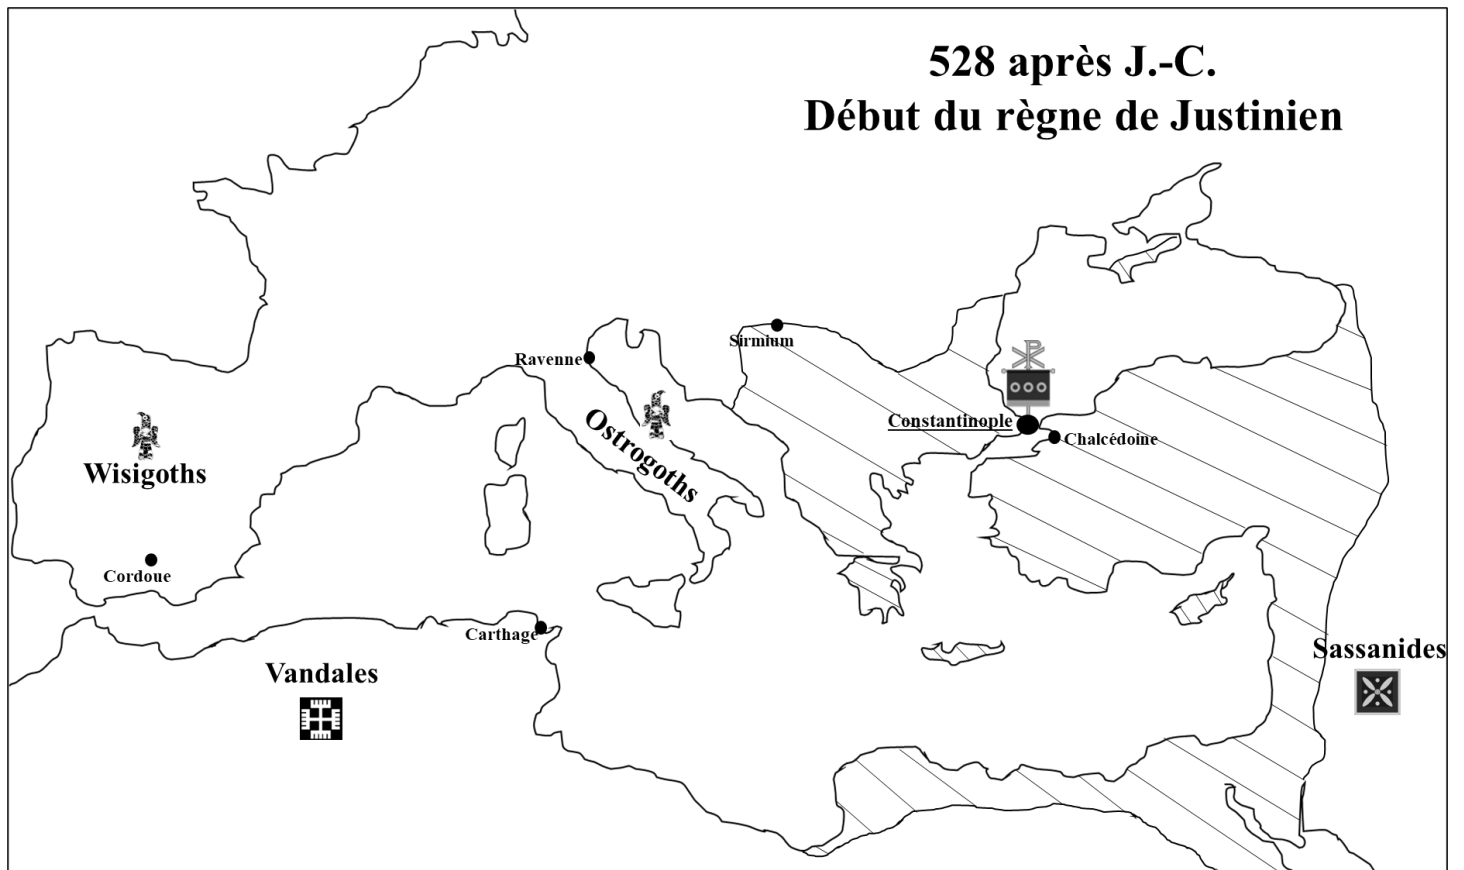 528 après J.-C.
Début du règne de Justinien
Sirmium
Ravenne
Constantinople
Chalcédoine
Ostrogoths
Wisigoths
Cordoue
Carthage
Sassanides
Vandales